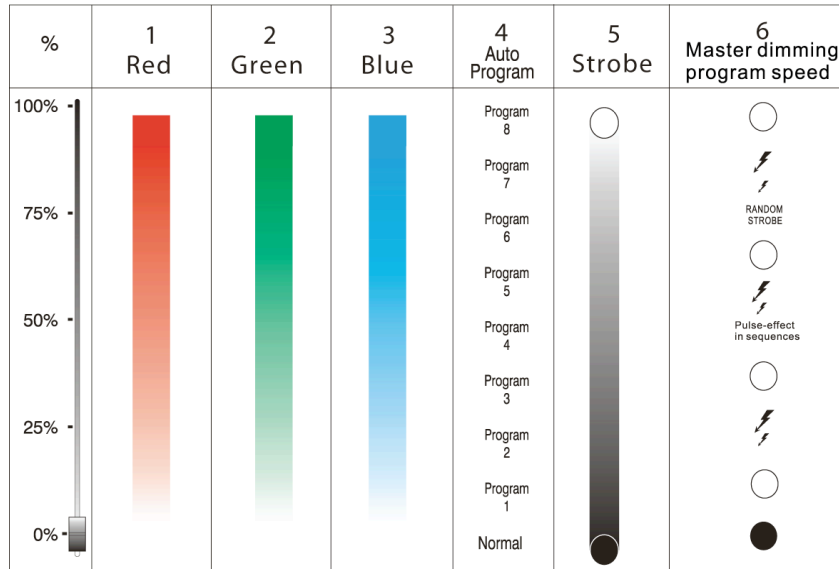 %
1
Red
2
Green
3
Blue
4
Auto
Program
5
Strobe
6
Master dimming
program speed
100%
75%
50%
25%
0%
Program
8
Program
7
Program
6
Program
5
Program
4
Program
3
Program
2
Program
1
Normal
RANDOM
STROBE
Pulse-effect
in sequences